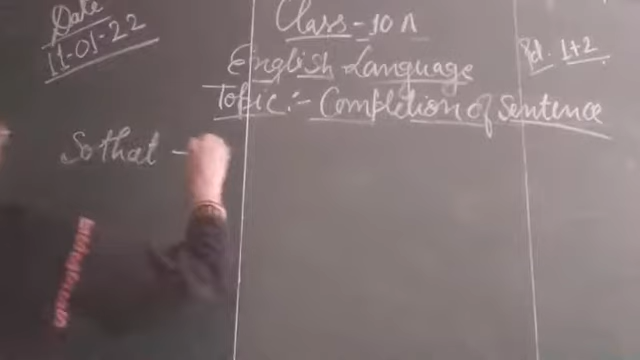 Date
11-01-22
Class-10 A
English Language
Pd. 1+2
Topic:- Completion of Sentence
So that -